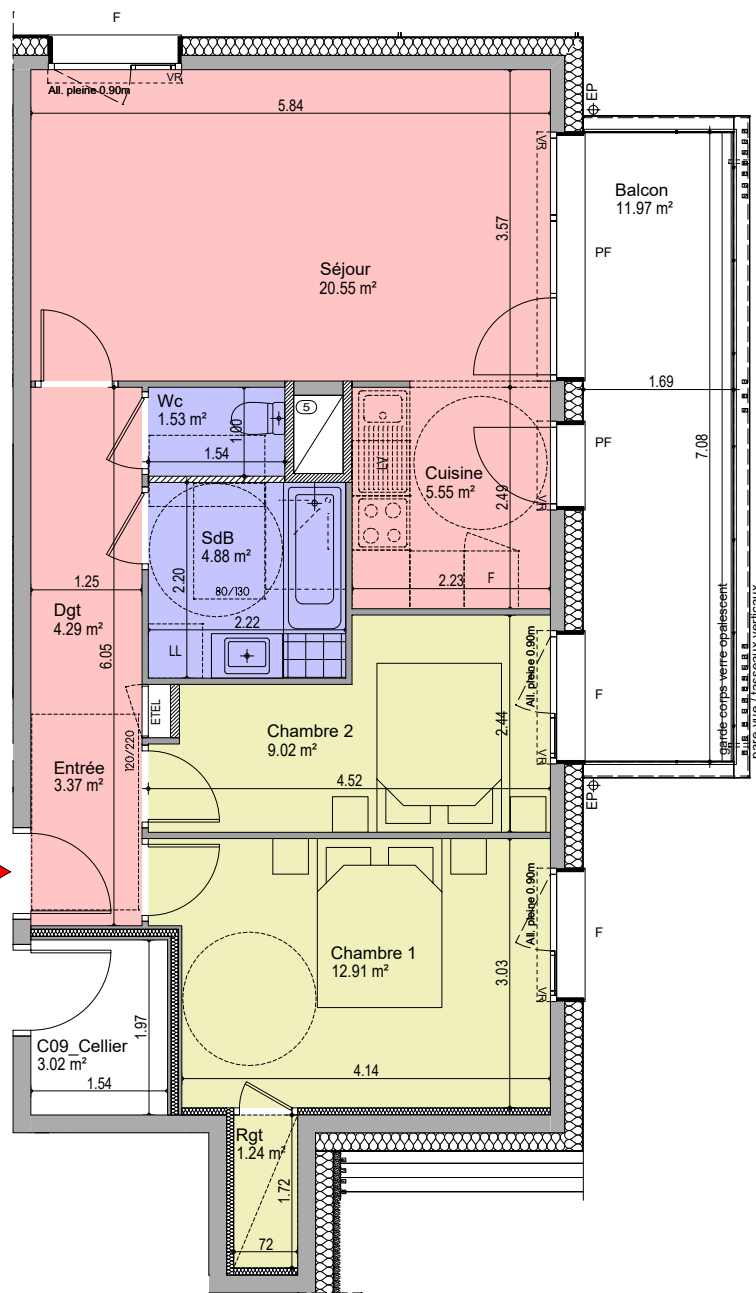 F
VR
All. pleine 0.90m
5.84
EP
VR
Balcon
11.97 m²
3.57
PF
Séjour
20.55 m²
1.69
7.08
Wc
1.53 m²
1.00
1.54
5
LV
Cuisine
5.55 m²
2.49
PF
VR
SdB
4.88 m²
2.20
80/130
2.22
LL
2.23
F
1.25
Dgt
4.29 m²
6.05
garde corps verre opalescent
pare vue / tasseaux verticaux
All. pleine 0.90m
F
ETEL
Chambre 2
9.02 m²
2.44
VR
120/220
Entrée
3.37 m²
4.52
EP
All. pleine 0.90m
F
Chambre 1
12.91 m²
3.03
VR
C09_Cellier
3.02 m²
1.97
1.54
4.14
Rgt
1.24 m²
1.72
72